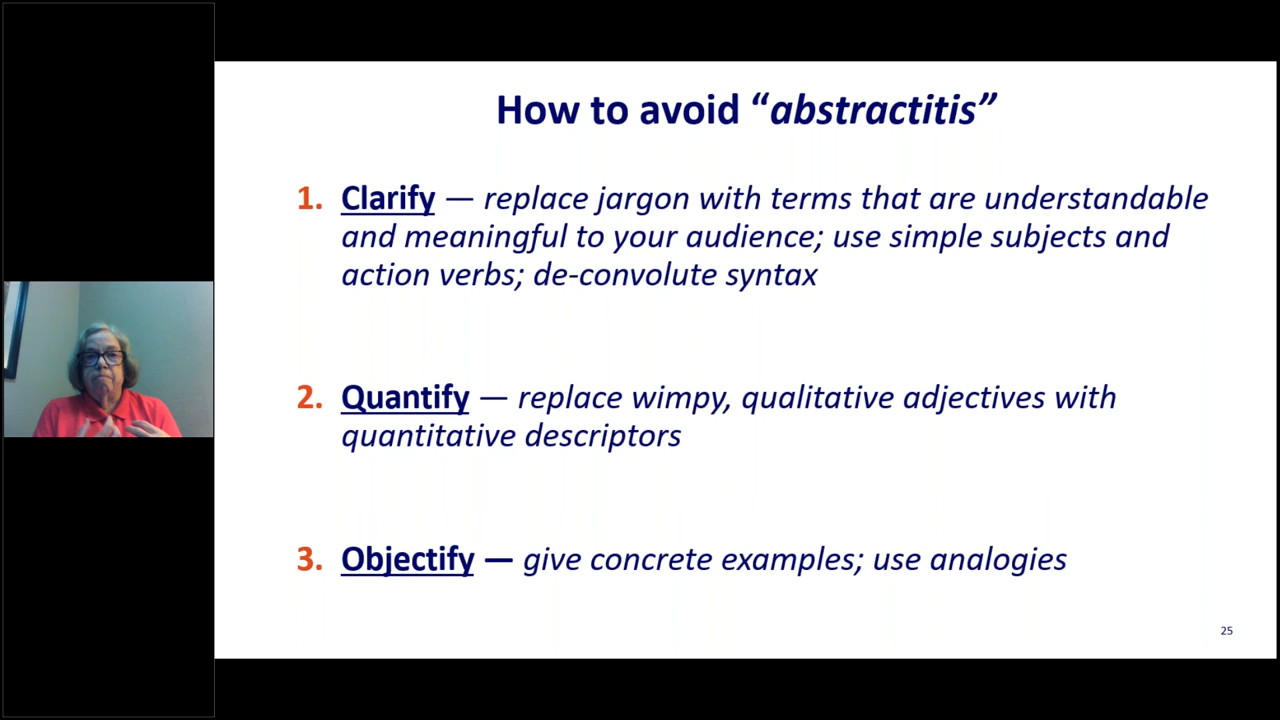 How to avoid “abstractitis”
1. Clarify — replace jargon with terms that are understandable
and meaningful to your audience; use simple subjects and
action verbs; de-convolute syntax
2. Quantify — replace wimpy, qualitative adjectives with
quantitative descriptors
3. Objectify — give concrete examples; use analogies
25